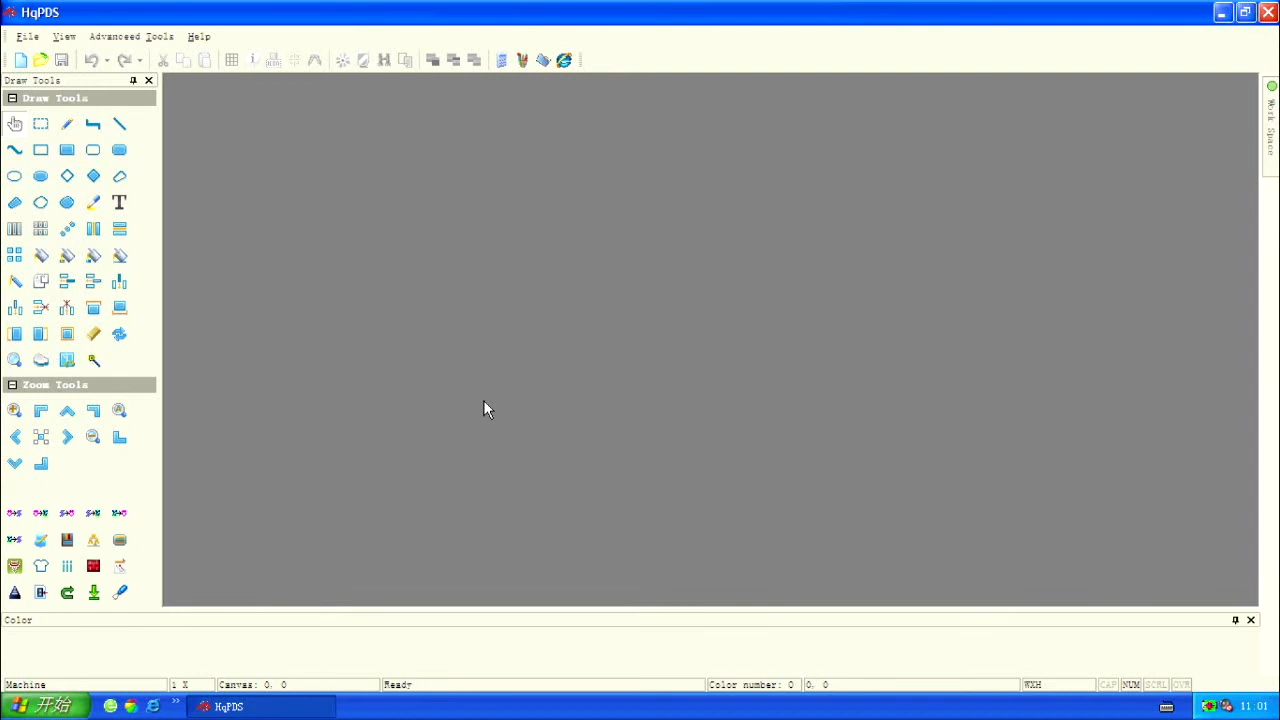 HqPDS
File View Advanceed Tools Help
Draw Tools
Draw Tools
Work Space
Zoom Tools
Color
Machine 1 X Canvas: 0, 0 Ready Color number: 0 0, 0 WXH CAP NUM SCRL OVR
开始 HqPDS 11:01